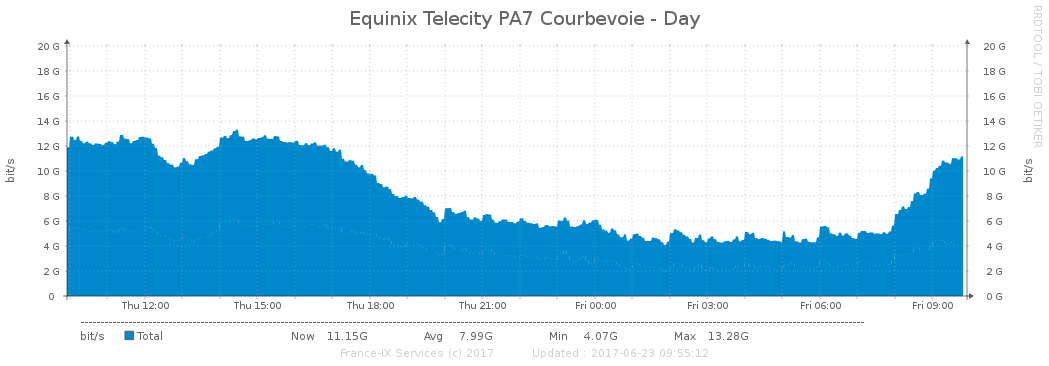 Equinix Telecity PA7 Courbevoie - Day
RRDTOOL / TOBI OETIKER
20 G 20 G
18 G 18 G
16 G 16 G
14 G 14 G
12 G 12 G
10 G 10 G
8 G 8 G
6 G 6 G
4 G 4 G
2 G 2 G
0 0 G
bit/s
bit/s
Thu 12:00 Thu 15:00 Thu 18:00 Thu 21:00 Fri 00:00 Fri 03:00 Fri 06:00 Fri 09:00
bit/s Total Now 11.15G Avg 7.99G Min 4.07G Max 13.28G
France-IX Services (c) 2017 Updated : 2017-06-23 09:55:12